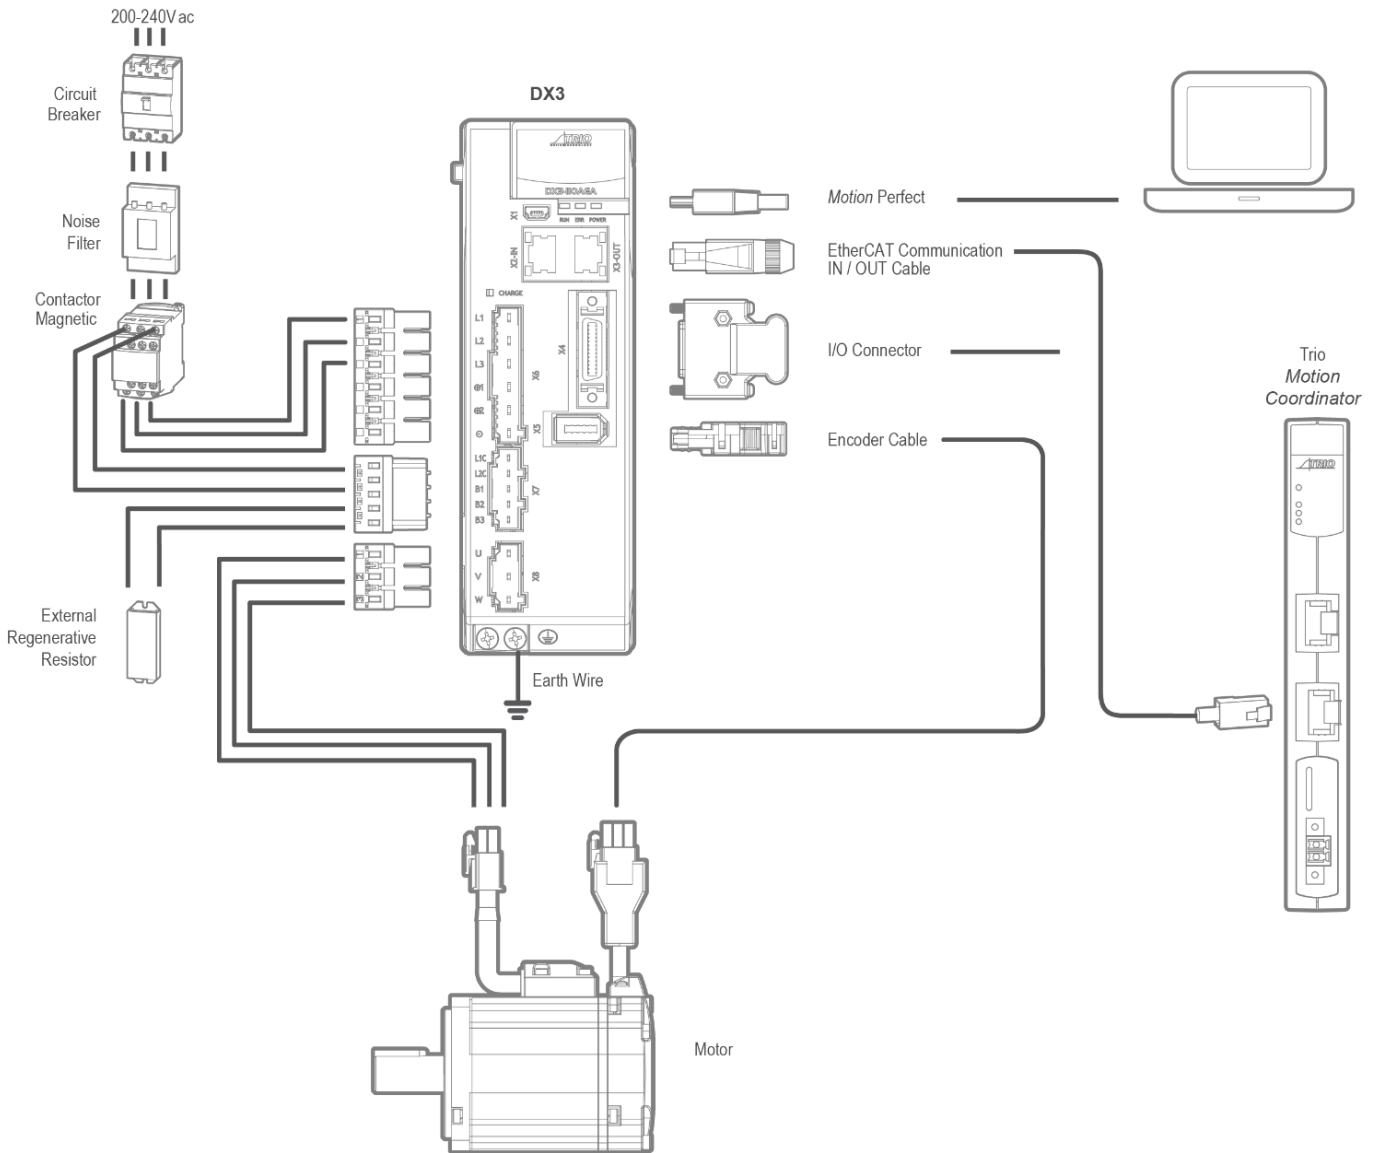 200-240V ac
Circuit
Breaker
Noise
Filter
Contactor
Magnetic
External
Regenerative
Resistor
DX3
TRIO
X1
RUN ERR POWER
X2-IN
X3-OUT
CHARGE
L1
L2
L3
X6
X4
X5
L1C
L2C
B1
B2
B3
X7
U
V
W
X8
Earth Wire
Motion Perfect
EtherCAT Communication
IN / OUT Cable
I/O Connector
Encoder Cable
Trio
Motion
Coordinator
TRIO
Motor